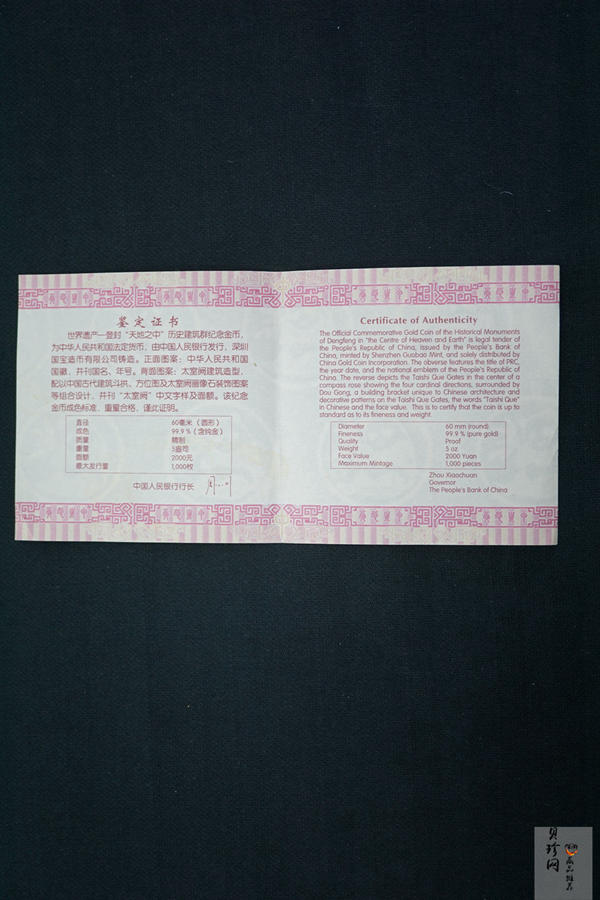 鉴定证书
世界遗产—登封“天地之中”历史建筑群纪念金币，
为中华人民共和国法定货币，由中国人民银行发行，深圳
国宝造币有限公司铸造。正面图案：中华人民共和国
国徽，并刊国名、年号。背面图案：太室阙建筑造型，
配以中国古代建筑斗拱、方位图及太室阙画像石装饰图案
等组合设计，并刊“太室阙”中文字样及面额。该纪念
金币成色标准，重量合格，谨此证明。
直径 60毫米（圆形）
成色 99.9％（含纯金）
质量 精制
重量 5盎司
面额 2000元
最大发行量 1,000枚
中国人民银行行长
Certificate of Authenticity
The Official Commemorative Gold Coin of the Historical Monuments
of Dengfeng in "the Centre of Heaven and Earth" is legal tender of
the People's Republic of China, issued by the People's Bank of
China, minted by Shenzhen Guobao Mint, and solely distributed by
China Gold Coin Incorporation. The obverse features the title of PRC,
the year date, and the national emblem of the People's Republic of
China. The reverse depicts the Taishi Que Gates in the center of a
compass rose showing the four cardinal directions, surrounded by
Dou Gong, a building bracket unique to Chinese architecture and
decorative patterns on the Taishi Que Gates, the words "Taishi Que"
in Chinese and the face value. This is to certify that the coin is up to
standard as to its fineness and weight.
Diameter 60 mm (round)
Fineness 99.9 % (pure gold)
Quality Proof
Weight 5 oz
Face Value 2000 Yuan
Maximum Mintage 1,000 pieces
Zhou Xiaochuan
Governor
The People's Bank of China
贝珍网